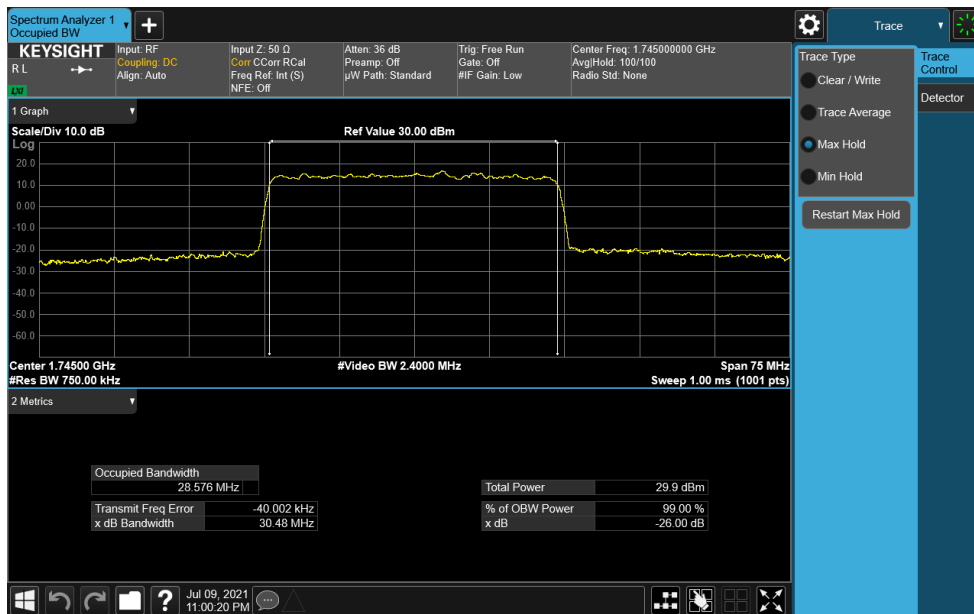 Spectrum Analyzer 1
Occupied BW
+
Trace
KEYSIGHT
R L
LXI
Input: RF
Coupling: DC
Align: Auto
Input Z: 50 Ω
Corr CCorr RCal
Freq Ref: Int (S)
NFE: Off
Atten: 36 dB
Preamp: Off
µW Path: Standard
Trig: Free Run
Gate: Off
#IF Gain: Low
Center Freq: 1.745000000 GHz
Avg|Hold: 100/100
Radio Std: None
Trace Type
Clear / Write
Trace Average
Max Hold
Min Hold
Restart Max Hold
Trace
Control
Detector
1 Graph
Scale/Div 10.0 dB
Ref Value 30.00 dBm
Log
20.0
10.0
0.00
-10.0
-20.0
-30.0
-40.0
-50.0
-60.0
Center 1.74500 GHz
#Video BW 2.4000 MHz
Span 75 MHz
#Res BW 750.00 kHz
Sweep 1.00 ms (1001 pts)
2 Metrics
Occupied Bandwidth
28.576 MHz
Total Power 29.9 dBm
Transmit Freq Error -40.002 kHz
% of OBW Power 99.00 %
x dB Bandwidth 30.48 MHz
x dB -26.00 dB
?
Jul 09, 2021
11:00:20 PM